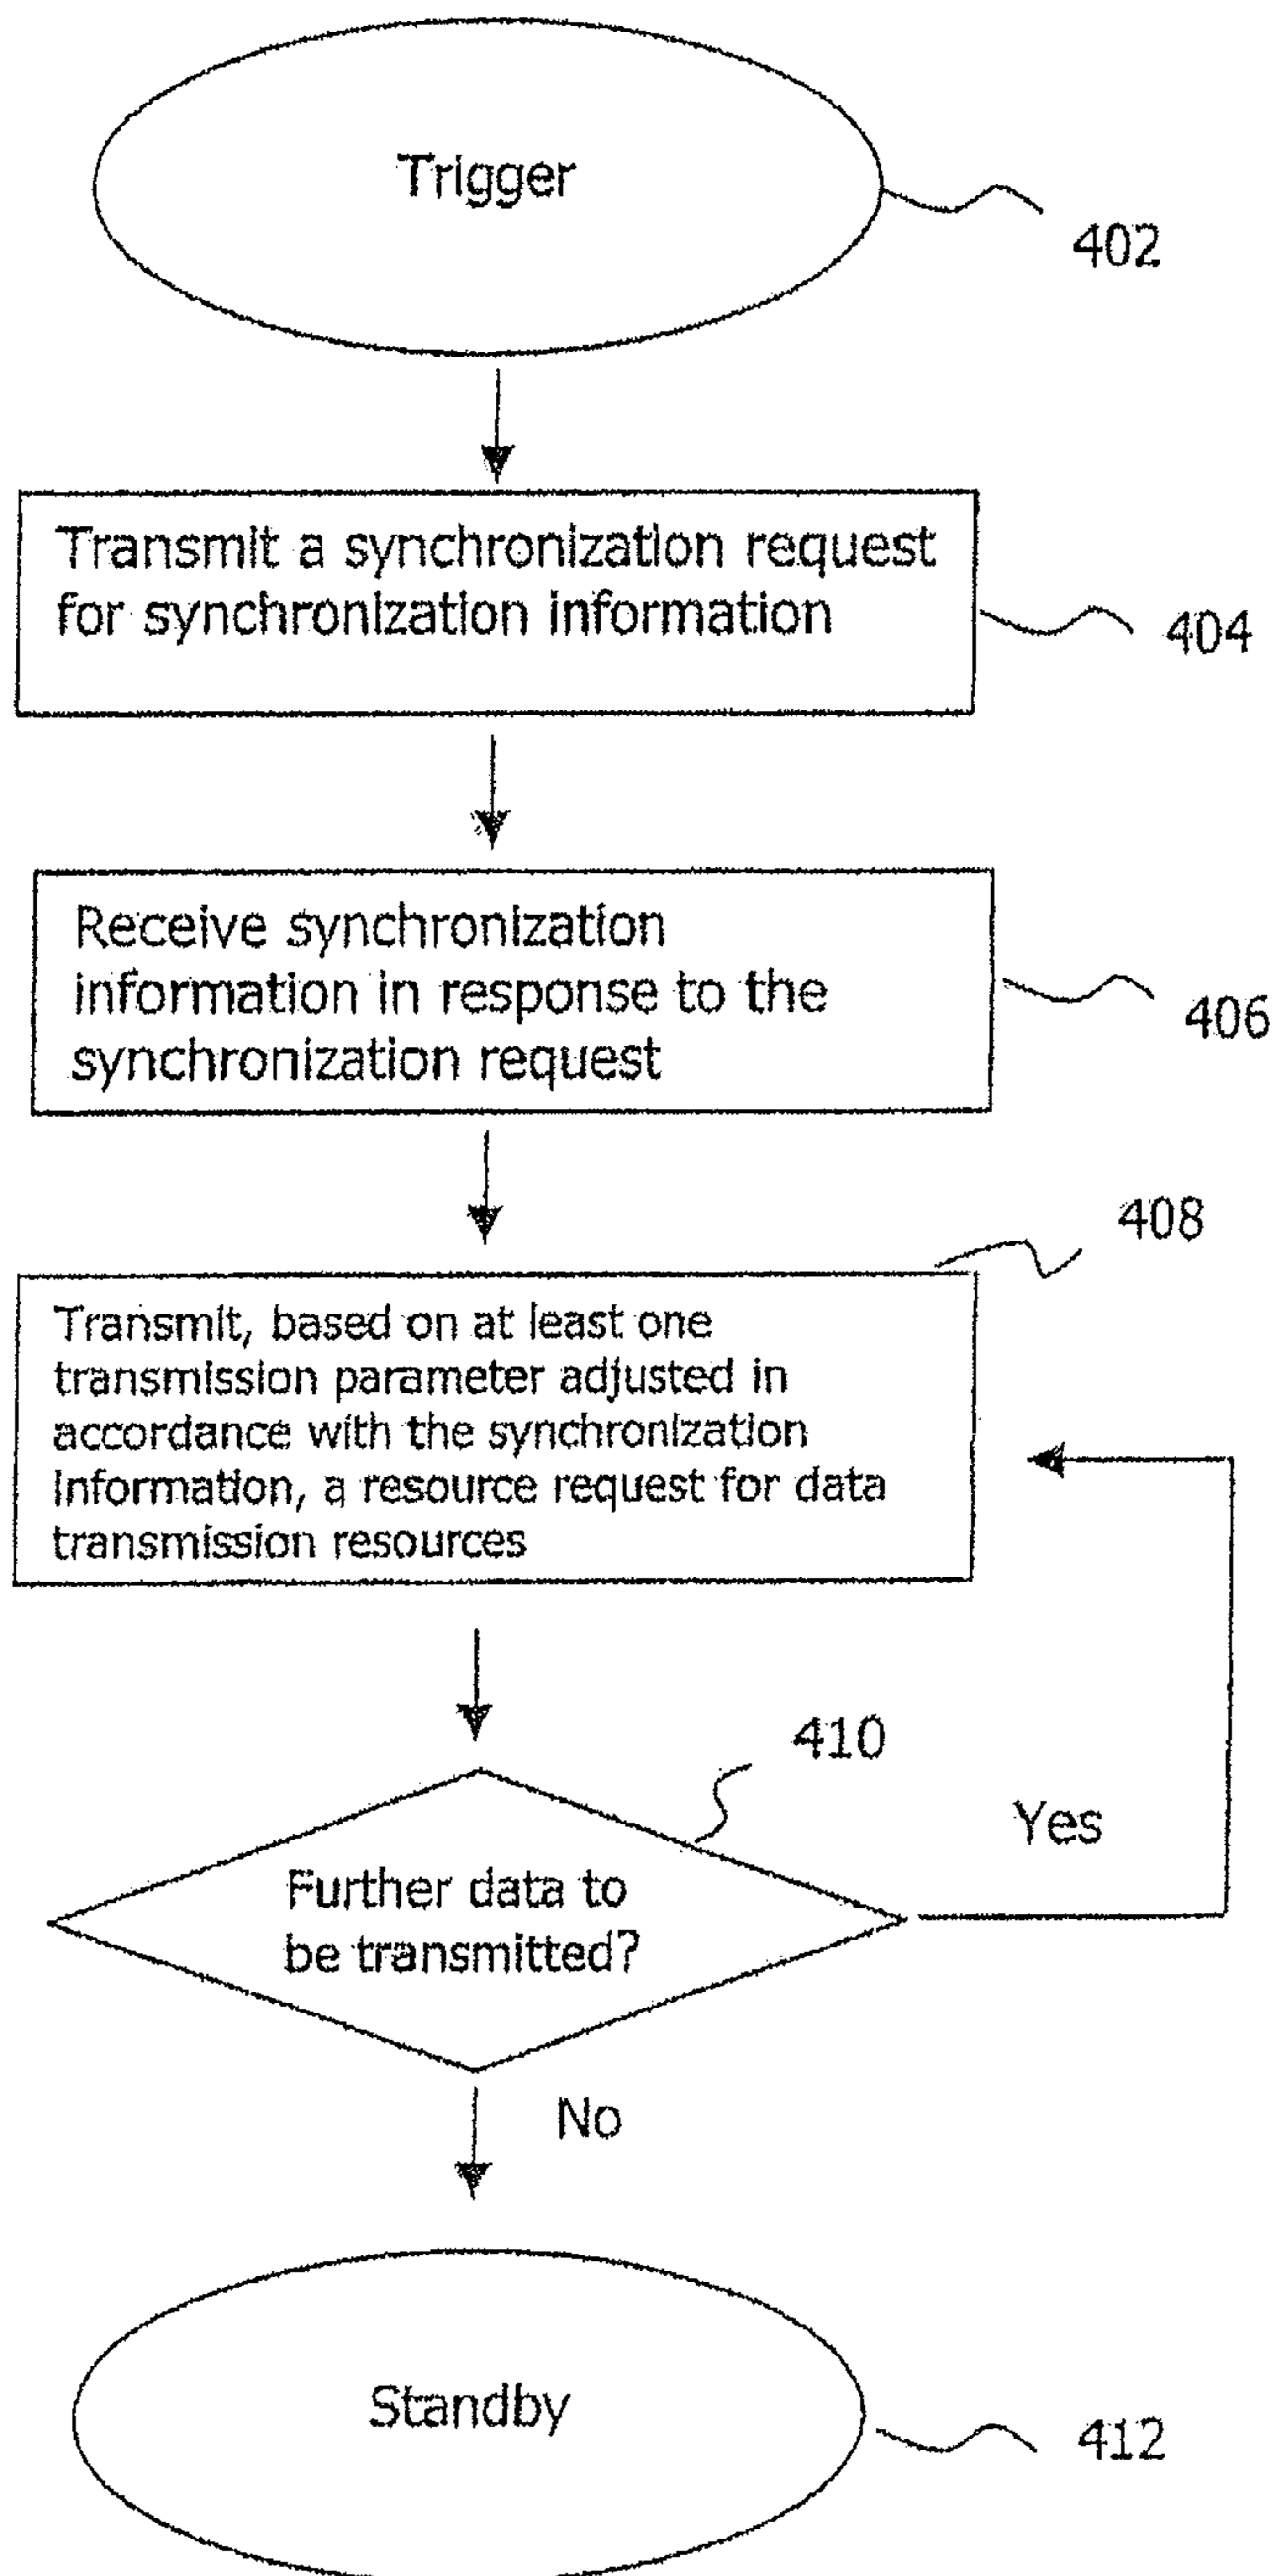 Trigger
402
Transmit a synchronization request
for synchronization information
404
Receive synchronization
information in response to the
synchronization request
406
408
Transmit, based on at least one
transmission parameter adjusted in
accordance with the synchronization
information, a resource request for data
transmission resources
410
Yes
Further data to
be transmitted?
No
Standby
412